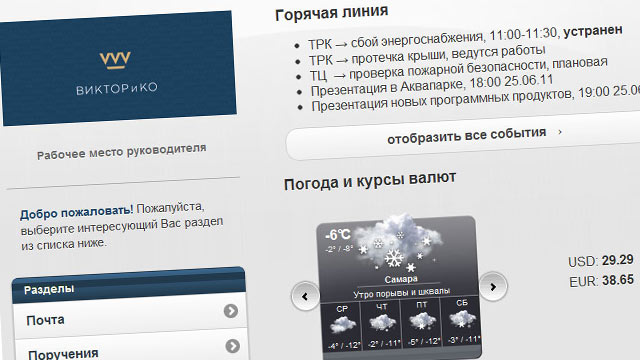 ВИКТОРиКО
Рабочее место руководителя
Добро пожаловать! Пожалуйста,
выберите интересующий Вас раздел
из списка ниже.
Разделы
Почта
Поручения
Горячая линия
ТРК → сбой энергоснабжения, 11:00-11:30, устранен
ТРК → протечка крыши, ведутся работы
ТЦ → проверка пожарной безопасности, плановая
Презентация в Аквапарке, 18:00 25.06.11
Презентация новых программных продуктов, 19:00 25.06
отобразить все события ›
Погода и курсы валют
-6°C
-2° / -8°
Самара
Утро порывы и шквалы
СР ЧТ ПТ СБ
-4° / -12° -2° / -11° -5° / -12° -3° / -11°
USD: 29.29
EUR: 38.65